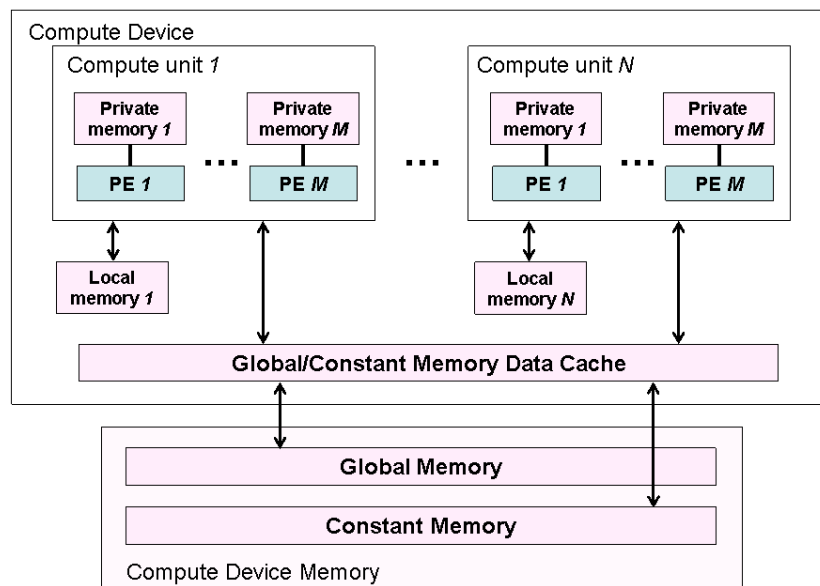 Compute Device
Compute unit 1
Compute unit N
Private
memory 1
Private
memory M
Private
memory 1
Private
memory M
...
...
...
PE 1
PE M
PE 1
PE M
Local
memory 1
Local
memory N
Global/Constant Memory Data Cache
Global Memory
Constant Memory
Compute Device Memory